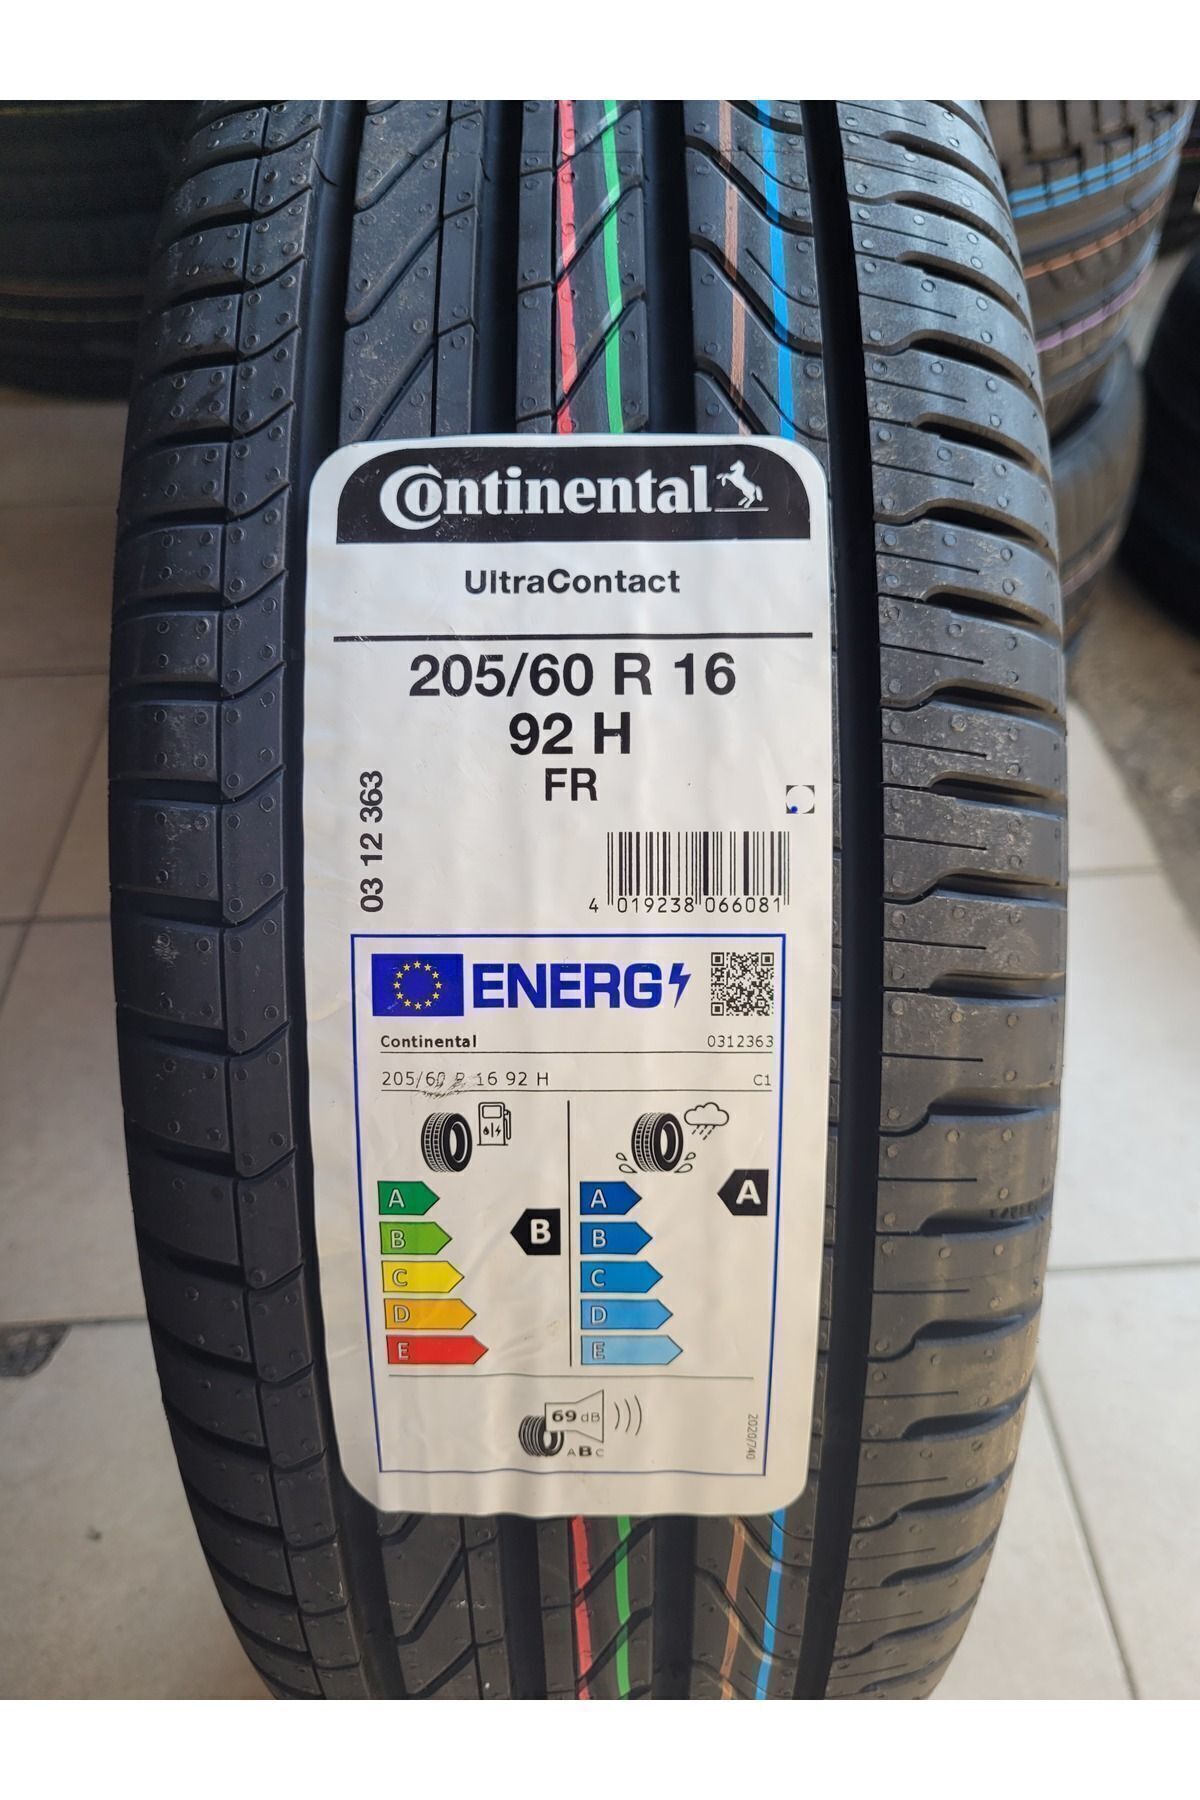 Continental
UltraContact
205/60 R 16
92 H
FR
03 12 363
4 019238 066081
ENERG
Continental 0312363
205/60 R 16 92 H C1
A A A
B B B
C C
D D
E E
69 dB
ABC
2020/740